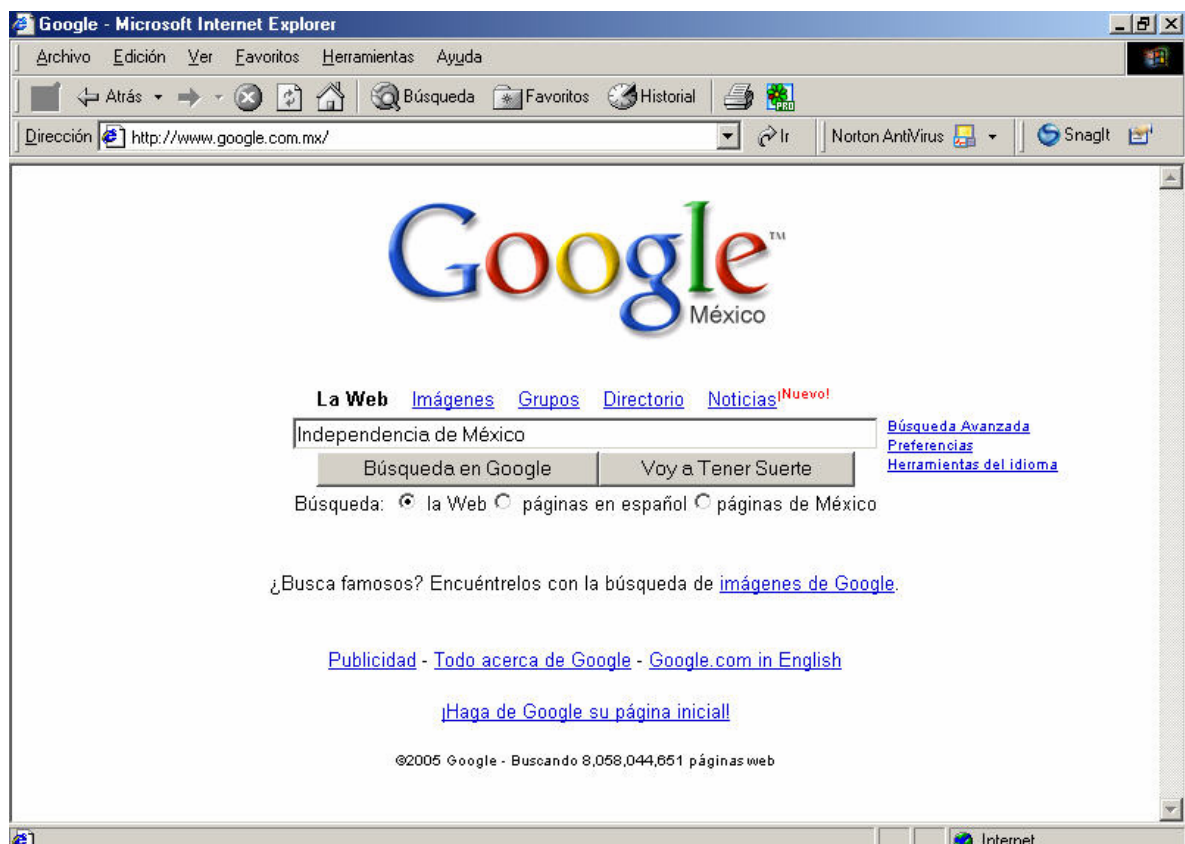 Google - Microsoft Internet Explorer
Archivo Edición Ver Favoritos Herramientas Ayuda
Atrás Búsqueda Favoritos Historial PRO
Dirección http://www.google.com.mx/ Ir Norton AntiVirus SnagIt
Google™
México
La Web Imágenes Grupos Directorio Noticias ¡Nuevo!
Independencia de México
Búsqueda Avanzada
Preferencias
Herramientas del idioma
Búsqueda en Google Voy a Tener Suerte
Búsqueda: la Web páginas en español páginas de México
¿Busca famosos? Encuéntrelos con la búsqueda de imágenes de Google.
Publicidad - Todo acerca de Google - Google.com in English
¡Haga de Google su página inicial!
©2005 Google - Buscando 8,058,044,651 páginas web
Internet